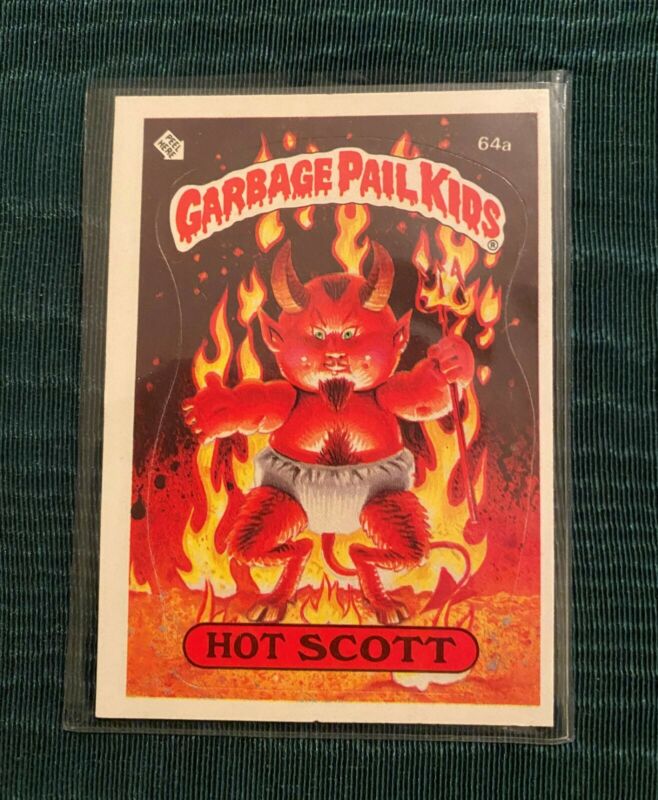 PEEL
HERE
64a
GARBAGE PAIL KIDS®
HOT SCOTT